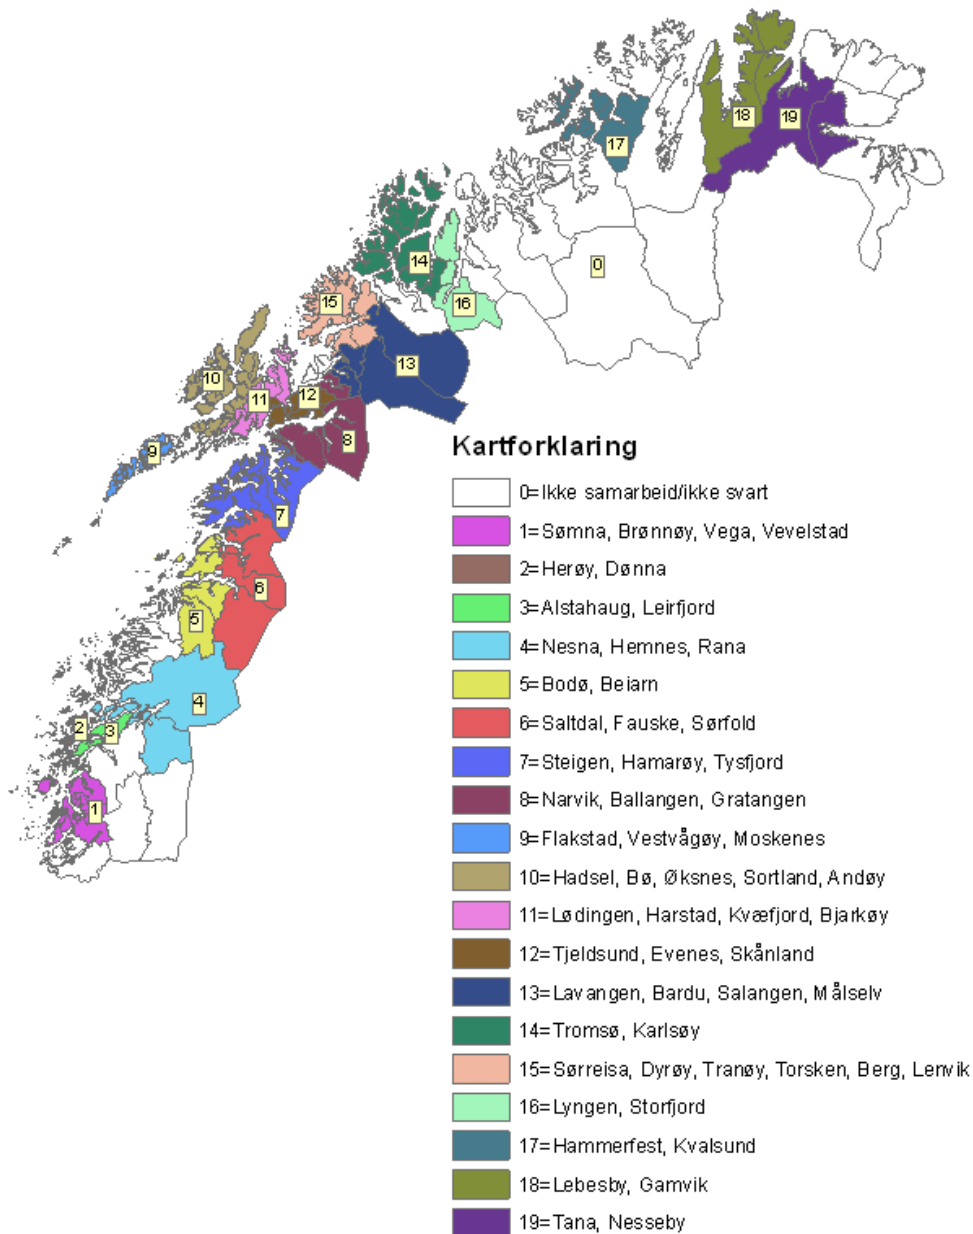 18
19
17
0
14
15
16
13
10
12
11
8
9
7
6
5
4
2
3
1
Kartforklaring
0=Ikke samarbeid/ikke svart
1=Sømna, Brønnøy, Vega, Vevelstad
2=Herøy, Dønna
3=Alstahaug, Leirfjord
4=Nesna, Hemnes, Rana
5=Bodø, Beiarn
6=Saltdal, Fauske, Sørfold
7=Steigen, Hamarøy, Tysfjord
8=Narvik, Ballangen, Gratangen
9=Flakstad, Vestvågøy, Moskenes
10=Hadsel, Bø, Øksnes, Sortland, Andøy
11=Lødingen, Harstad, Kvæfjord, Bjarkøy
12=Tjeldsund, Evenes, Skånland
13=Lavangen, Bardu, Salangen, Målselv
14=Tromsø, Karlsøy
15=Sørreisa, Dyrøy, Tranøy, Torsken, Berg, Lenvik
16=Lyngen, Storfjord
17=Hammerfest, Kvalsund
18=Lebesby, Gamvik
19=Tana, Nesseby